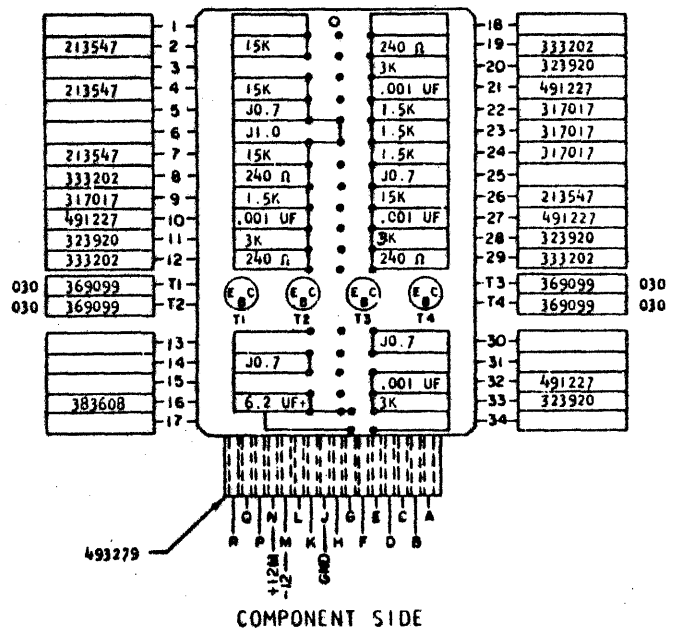 1 18
213547 2 15K 240 Ω 19 333202
3 3K 20 323920
213547 4 15K .001 UF 21 491227
5 J0.7 1.5K 22 317017
6 J1.0 1.5K 23 317017
213547 7 15K 1.5K 24 317017
333202 8 240 Ω J0.7 25
317017 9 1.5K 15K 26 213547
491227 10 .001 UF .001 UF 27 491227
323920 11 3K 3K 28 323920
333202 12 240 Ω 240 Ω 29 333202
030 369099 T1 E B C E B C E B C E B C T3 369099 030
030 369099 T2 T1 T2 T3 T4 T4 369099 030
13 J0.7 30
14 J0.7 31
15 .001 UF 32 491227
383608 16 6.2 UF+ 3K 33 323920
17 34
R Q P N M L K J H G F E D C B A
493279
+12M -12 GND
COMPONENT SIDE